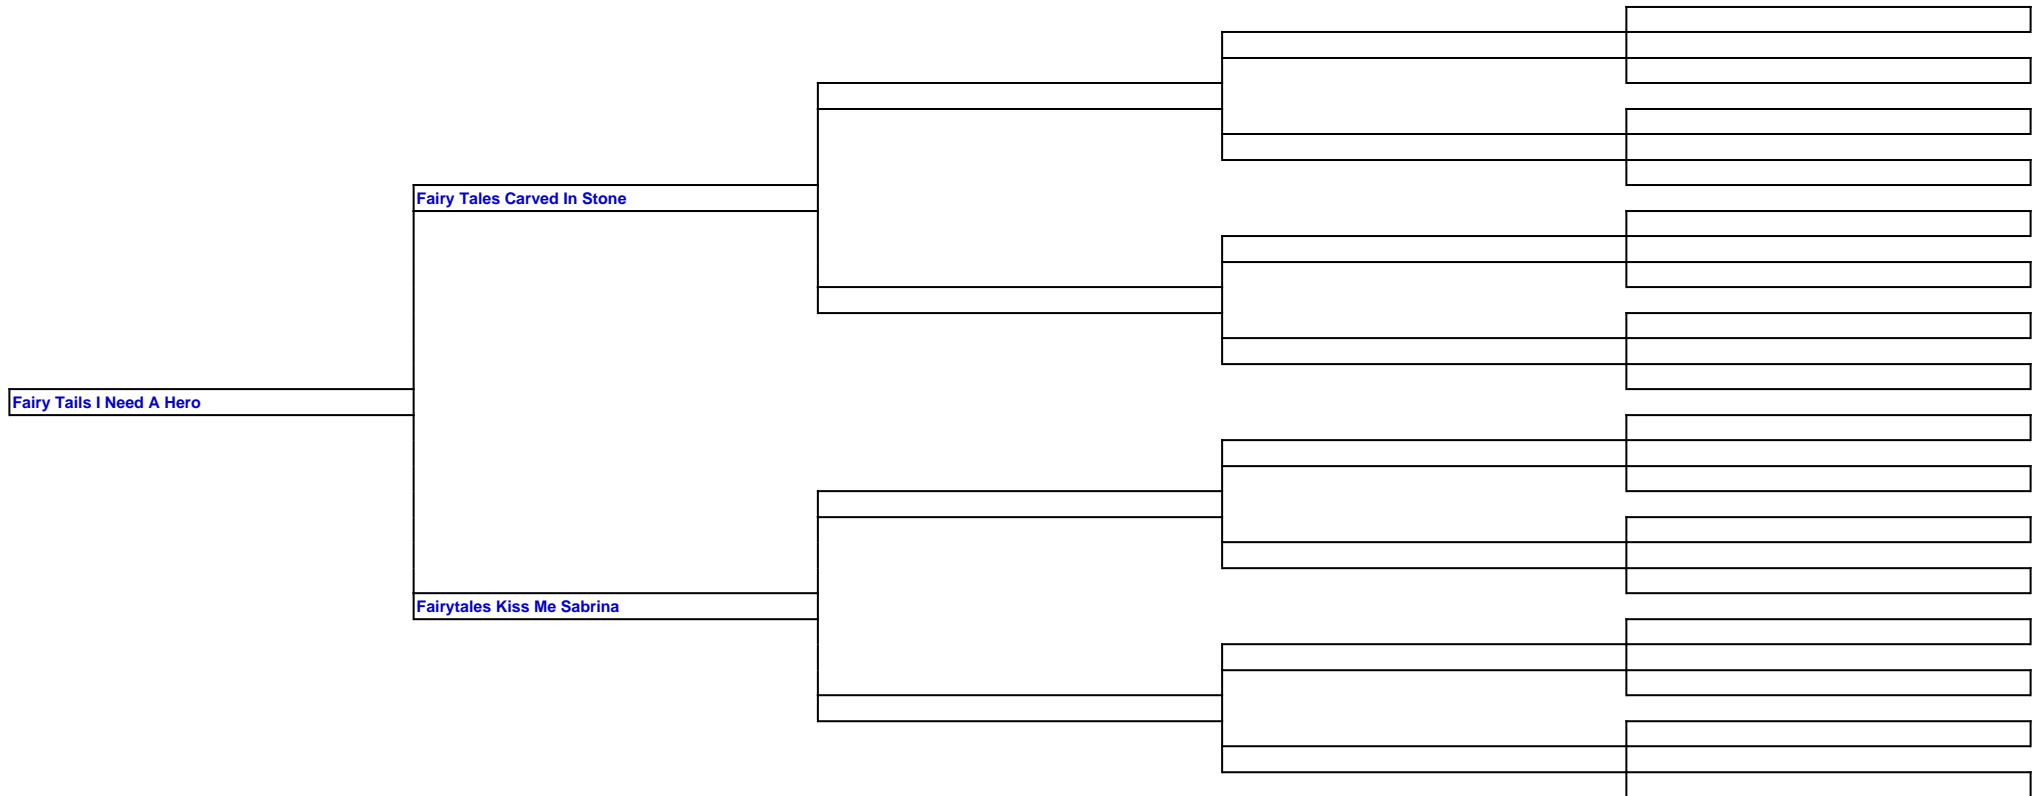 Fairy Tales Carved In Stone
Fairy Tails I Need A Hero
Fairytales Kiss Me Sabrina